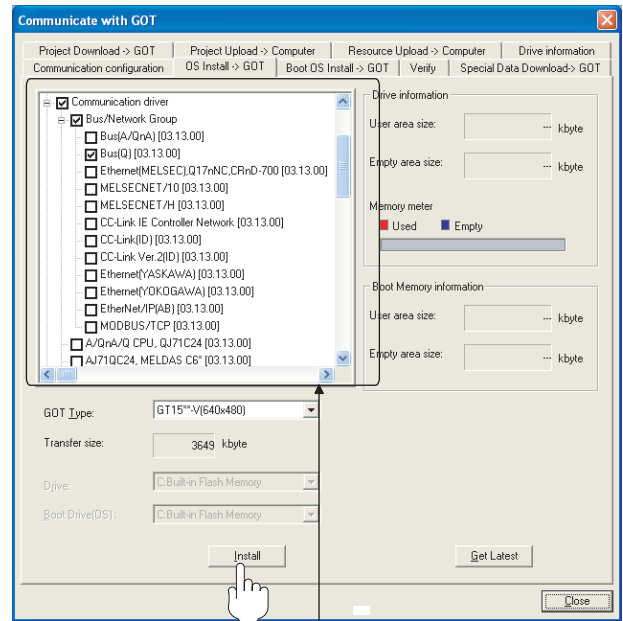 Communicate with GOT
Project Download -> GOT
Project Upload -> Computer
Resource Upload -> Computer
Drive information
Communication configuration
OS Install -> GOT
Boot OS Install -> GOT
Verify
Special Data Download-> GOT
Communication driver
Bus/Network Group
Bus(A/QnA) [03.13.00]
Bus(Q) [03.13.00]
Ethernet(MELSEC),Q17nNC,CRnD-700 [03.13.00]
MELSECNET/10 [03.13.00]
MELSECNET/H [03.13.00]
CC-Link IE Controller Network [03.13.00]
CC-Link(ID) [03.13.00]
CC-Link Ver.2(ID) [03.13.00]
Ethernet(YASKAWA) [03.13.00]
Ethernet(YOKOGAWA) [03.13.00]
EtherNet/IP(AB) [03.13.00]
MODBUS/TCP [03.13.00]
A/QnA/Q CPU, QJ71C24 [03.13.00]
AJ71QC24, MELDAS C6* [03.13.00]
Drive information
User area size: --- kbyte
Empty area size: --- kbyte
Memory meter
Used Empty
Boot Memory information
User area size: --- kbyte
Empty area size: --- kbyte
GOT Type: GT15**-V(640x480)
Transfer size: 3649 kbyte
Drive: C:Built-in Flash Memory
Boot Drive(OS) : C:Built-in Flash Memory
Install
Get Latest
Close